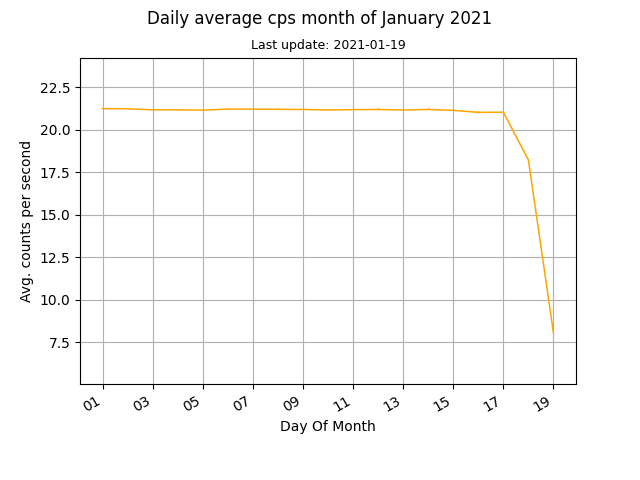 Daily average cps month of January 2021
Last update: 2021-01-19
22.5
20.0
17.5
15.0
12.5
10.0
7.5
Avg. counts per second
01 03 05 07 09 11 13 15 17 19
Day Of Month